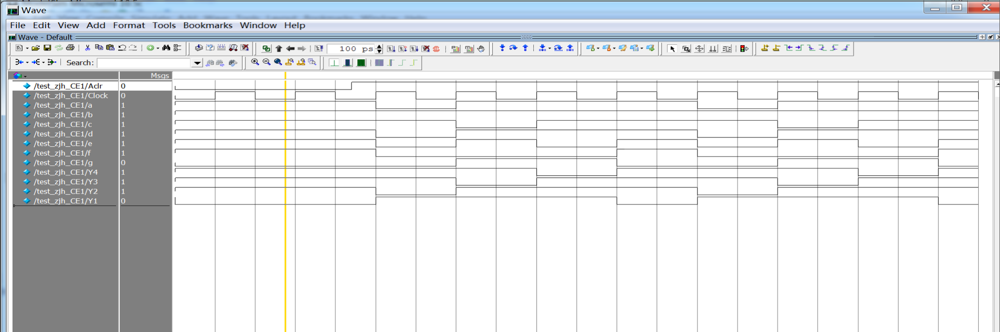 Wave
File Edit View Add Format Tools Bookmarks Window Help
Wave - Default
100 ps
Search:
Msgs
/test_zjh_CE1/Aclr 0
/test_zjh_CE1/Clock 0
/test_zjh_CE1/a 1
/test_zjh_CE1/b 1
/test_zjh_CE1/c 1
/test_zjh_CE1/d 1
/test_zjh_CE1/e 1
/test_zjh_CE1/f 1
/test_zjh_CE1/g 0
/test_zjh_CE1/Y4 1
/test_zjh_CE1/Y3 1
/test_zjh_CE1/Y2 1
/test_zjh_CE1/Y1 0